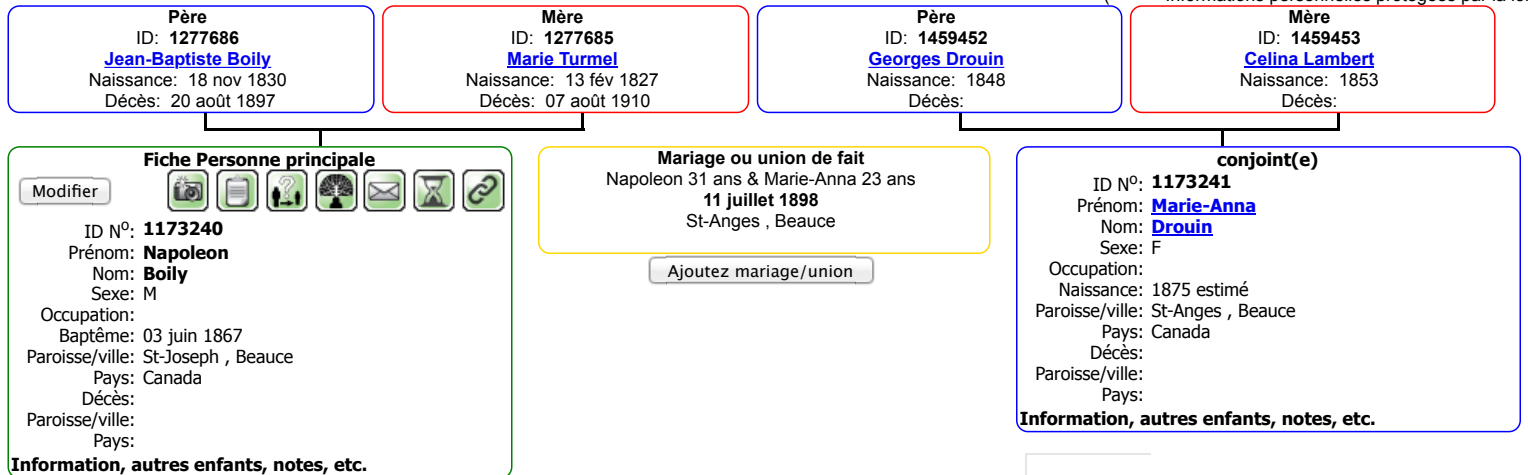 Informations personnelles protégées par la
Père
ID: 1277686
Jean-Baptiste Boily
Naissance: 18 nov 1830
Décès: 20 août 1897
Mère
ID: 1277685
Marie Turmel
Naissance: 13 fév 1827
Décès: 07 août 1910
Père
ID: 1459452
Georges Drouin
Naissance: 1848
Décès:
Mère
ID: 1459453
Celina Lambert
Naissance: 1853
Décès:
Fiche Personne principale
Modifier
ID Nº: 1173240
Prénom: Napoleon
Nom: Boily
Sexe: M
Occupation:
Baptême: 03 juin 1867
Paroisse/ville: St-Joseph , Beauce
Pays: Canada
Décès:
Paroisse/ville:
Pays:
Information, autres enfants, notes, etc.
Mariage ou union de fait
Napoleon 31 ans & Marie-Anna 23 ans
11 juillet 1898
St-Anges , Beauce
Ajoutez mariage/union
conjoint(e)
ID Nº: 1173241
Prénom: Marie-Anna
Nom: Drouin
Sexe: F
Occupation:
Naissance: 1875 estimé
Paroisse/ville: St-Anges , Beauce
Pays: Canada
Décès:
Paroisse/ville:
Pays:
Information, autres enfants, notes, etc.